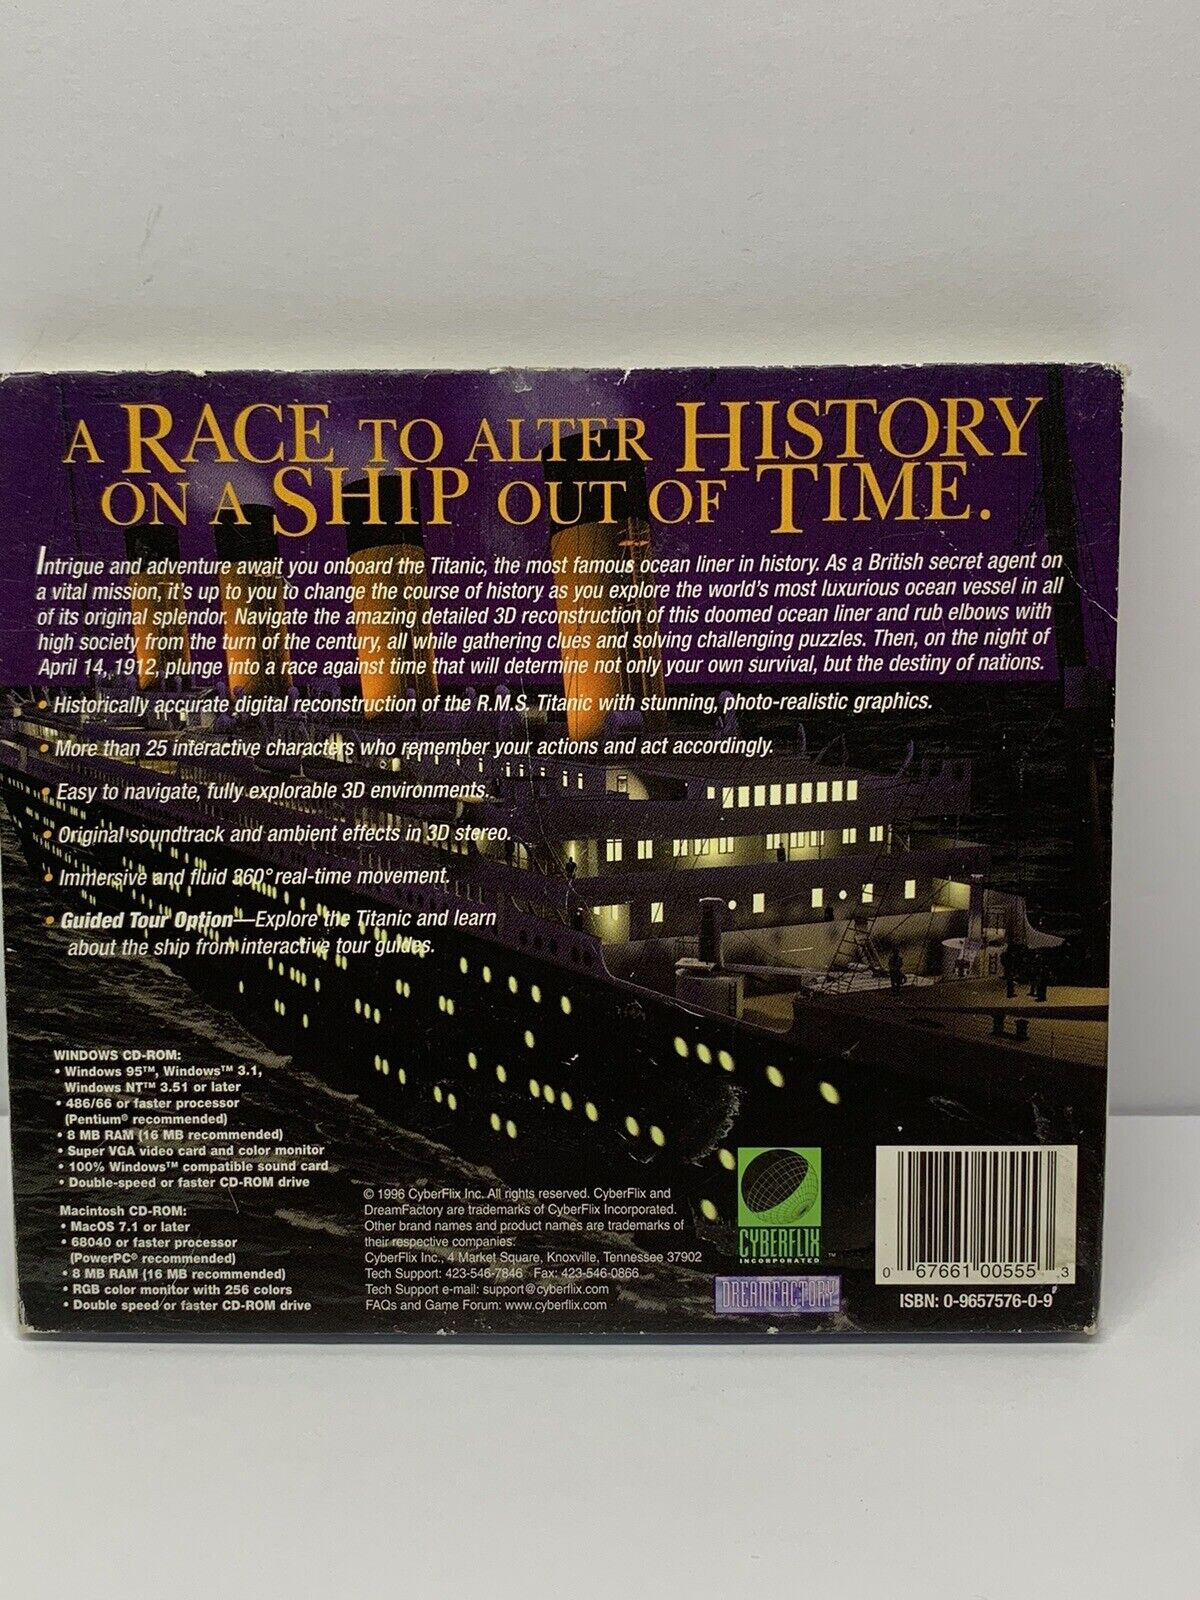 A RACE TO ALTER HISTORY
ON A SHIP OUT OF TIME.
Intrigue and adventure await you onboard the Titanic, the most famous ocean liner in history. As a British secret agent on
a vital mission, it's up to you to change the course of history as you explore the world's most luxurious ocean vessel in all
of its original splendor. Navigate the amazing detailed 3D reconstruction of this doomed ocean liner and rub elbows with
high society from the turn of the century, all while gathering clues and solving challenging puzzles. Then, on the night of
April 14, 1912, plunge into a race against time that will determine not only your own survival, but the destiny of nations.
• Historically accurate digital reconstruction of the R.M.S. Titanic with stunning, photo-realistic graphics.
• More than 25 interactive characters who remember your actions and act accordingly.
• Easy to navigate, fully explorable 3D environments.
• Original soundtrack and ambient effects in 3D stereo.
• Immersive and fluid 360° real-time movement.
• Guided Tour Option—Explore the Titanic and learn
about the ship from interactive tour guides.
WINDOWS CD-ROM:
• Windows 95™, Windows™ 3.1,
Windows NT™ 3.51 or later
• 486/66 or faster processor
(Pentium® recommended)
• 8 MB RAM (16 MB recommended)
• Super VGA video card and color monitor
• 100% Windows™ compatible sound card
• Double-speed or faster CD-ROM drive
Macintosh CD-ROM:
• MacOS 7.1 or later
• 68040 or faster processor
(PowerPC® recommended)
• 8 MB RAM (16 MB recommended)
• RGB color monitor with 256 colors
• Double speed or faster CD-ROM drive
© 1996 CyberFlix Inc. All rights reserved. CyberFlix and
DreamFactory are trademarks of CyberFlix Incorporated.
Other brand names and product names are trademarks of
their respective companies.
CyberFlix Inc., 4 Market Square, Knoxville, Tennessee 37902
Tech Support: 423-546-7846 Fax: 423-546-0866
Tech Support e-mail: support@cyberflix.com
FAQs and Game Forum: www.cyberflix.com
CYBERFLIX™
INCORPORATED
DREAMFACTORY
0 67661 00555 3
ISBN: 0-9657576-0-9